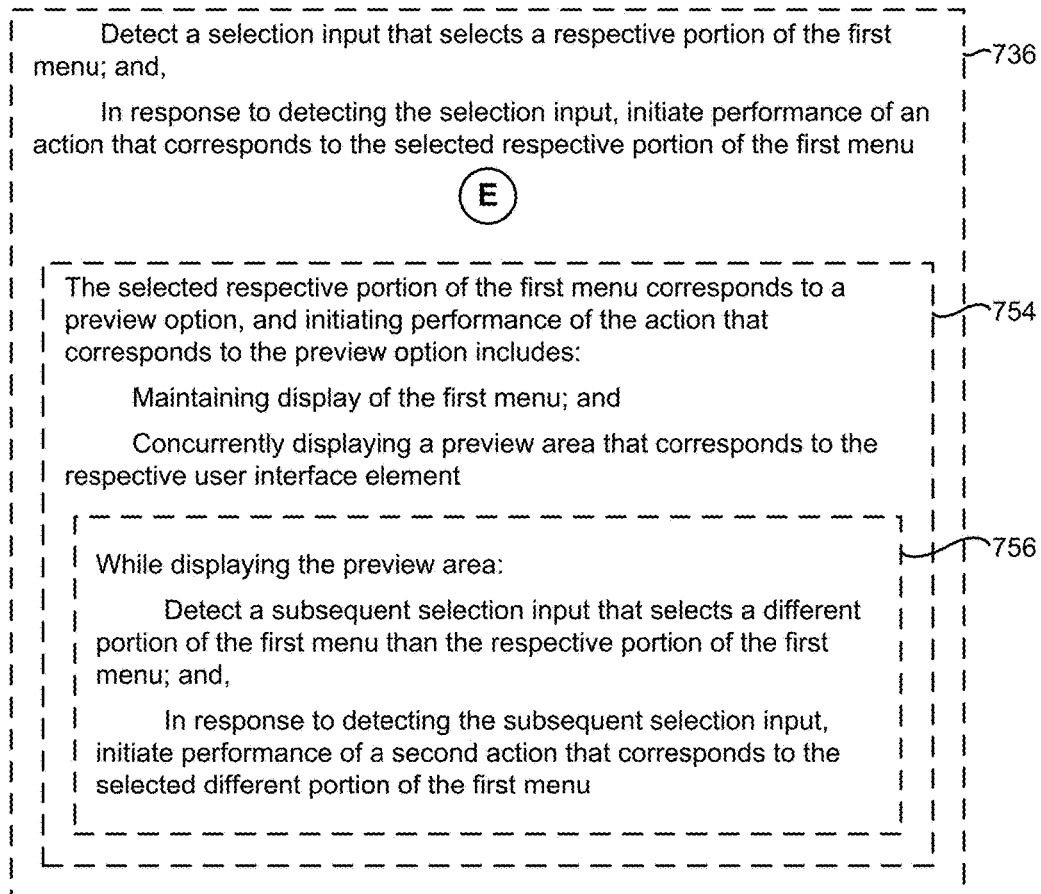 Detect a selection input that selects a respective portion of the first
menu; and,
736
In response to detecting the selection input, initiate performance of an
action that corresponds to the selected respective portion of the first menu
E
The selected respective portion of the first menu corresponds to a
preview option, and initiating performance of the action that
corresponds to the preview option includes:
754
Maintaining display of the first menu; and
Concurrently displaying a preview area that corresponds to the
respective user interface element
While displaying the preview area:
756
Detect a subsequent selection input that selects a different
portion of the first menu than the respective portion of the first
menu; and,
In response to detecting the subsequent selection input,
initiate performance of a second action that corresponds to the
selected different portion of the first menu